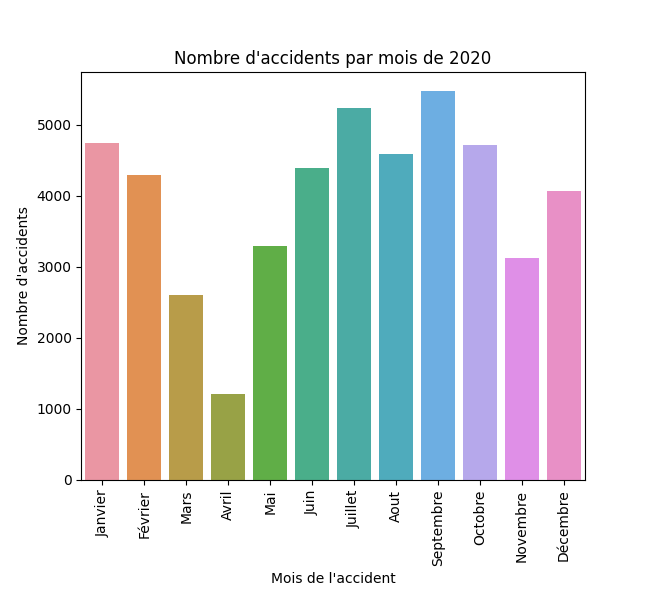 Nombre d'accidents par mois de 2020
Nombre d'accidents
5000
4000
3000
2000
1000
0
Janvier
Février
Mars
Avril
Mai
Juin
Juillet
Aout
Septembre
Octobre
Novembre
Décembre
Mois de l'accident